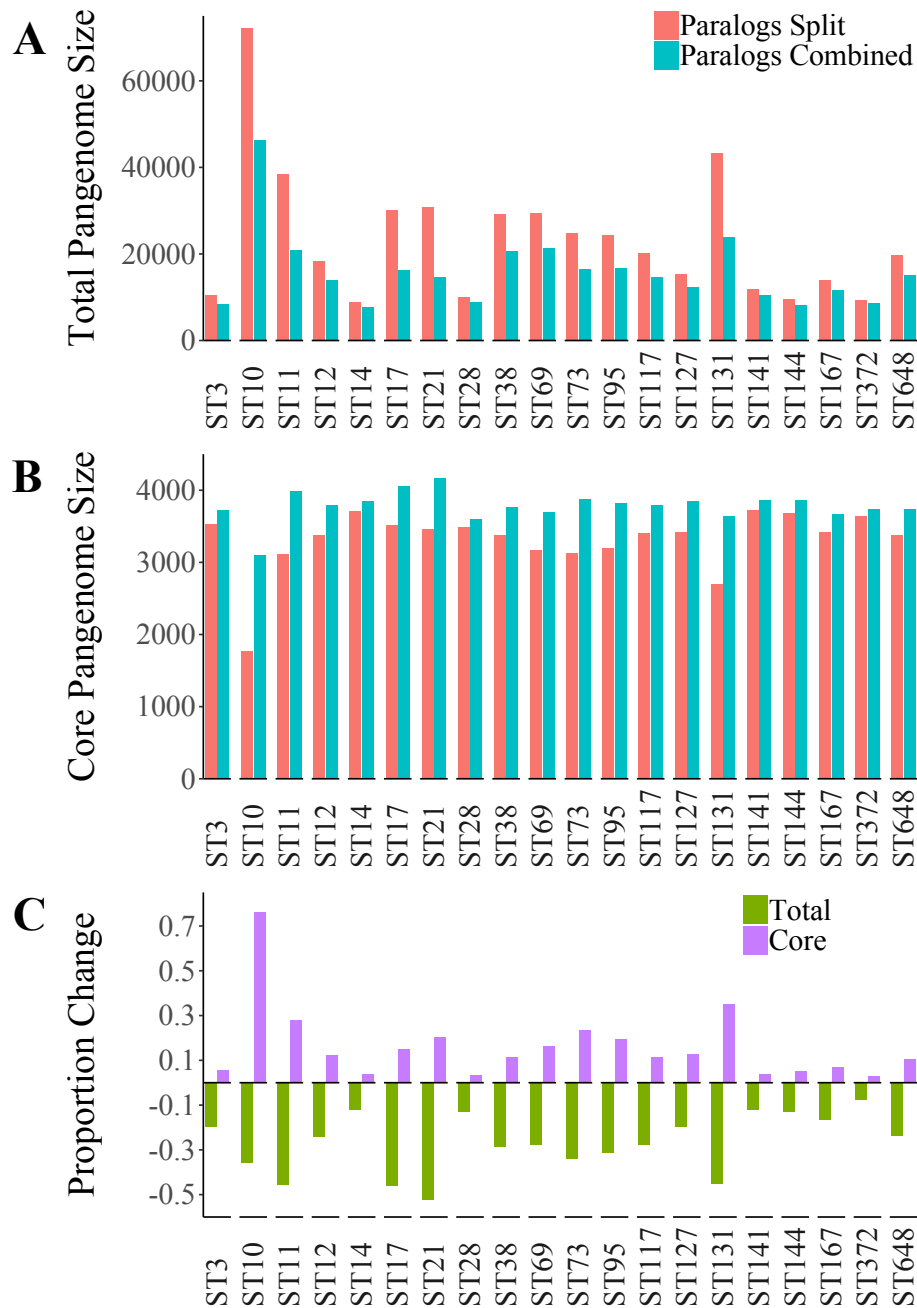 A
Total Pangenome Size
Paralogs Split
Paralogs Combined
60000
40000
20000
0
ST3 ST10 ST11 ST12 ST14 ST17 ST21 ST28 ST38 ST69 ST73 ST95 ST117 ST127 ST131 ST141 ST144 ST167 ST372 ST648
B
Core Pangenome Size
4000
3000
2000
1000
0
ST3 ST10 ST11 ST12 ST14 ST17 ST21 ST28 ST38 ST69 ST73 ST95 ST117 ST127 ST131 ST141 ST144 ST167 ST372 ST648
C
Proportion Change
Total
Core
0.7
0.5
0.3
0.1
-0.1
-0.3
-0.5
ST3 ST10 ST11 ST12 ST14 ST17 ST21 ST28 ST38 ST69 ST73 ST95 ST117 ST127 ST131 ST141 ST144 ST167 ST372 ST648